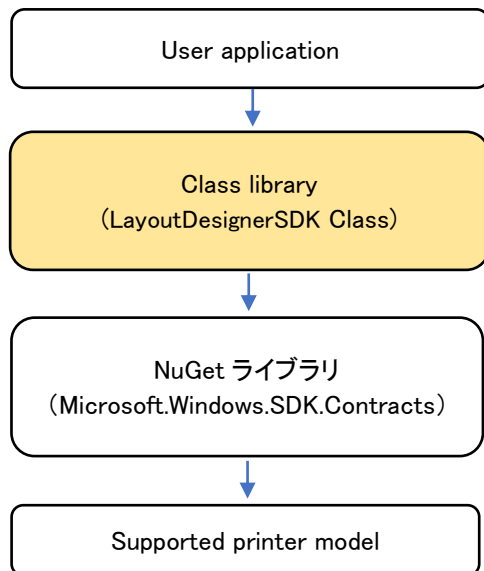 User application
Class library
（LayoutDesignerSDK Class）
NuGet ライブラリ
（Microsoft.Windows.SDK.Contracts）
Supported printer model